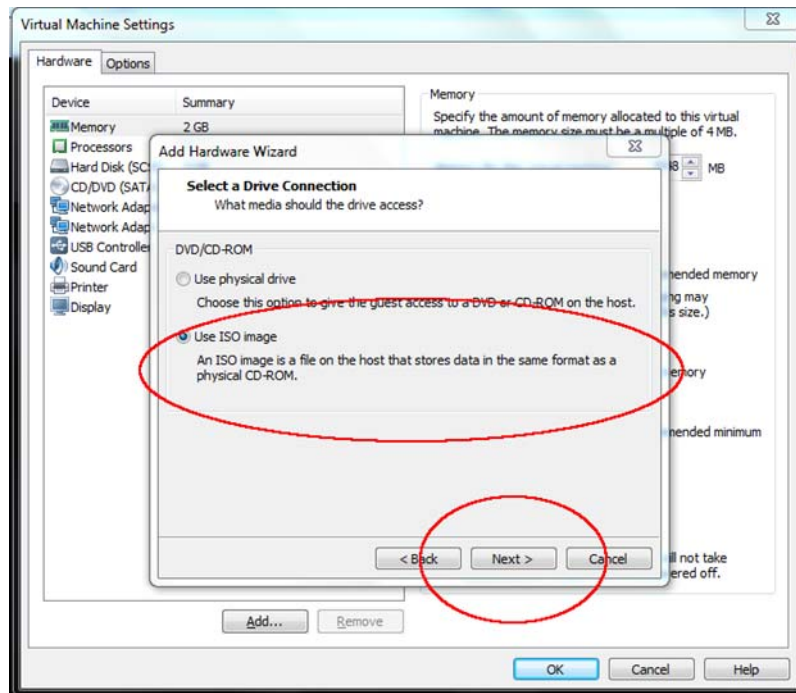 Virtual Machine Settings
Hardware Options
Device Summary
Memory 2 GB
Processors
Hard Disk (SC
CD/DVD (SATA
Network Adap
Network Adap
USB Controller
Sound Card
Printer
Display
Add... Remove
Memory
Specify the amount of memory allocated to this virtual
machine. The memory size must be a multiple of 4 MB.
MB
mended memory
ng may
s size.)
emory
mended minimum
ill not take
ered off.
Add Hardware Wizard
Select a Drive Connection
What media should the drive access?
DVD/CD-ROM
Use physical drive
Choose this option to give the guest access to a DVD or CD-ROM on the host.
Use ISO image
An ISO image is a file on the host that stores data in the same format as a
physical CD-ROM.
< Back Next > Cancel
OK Cancel Help